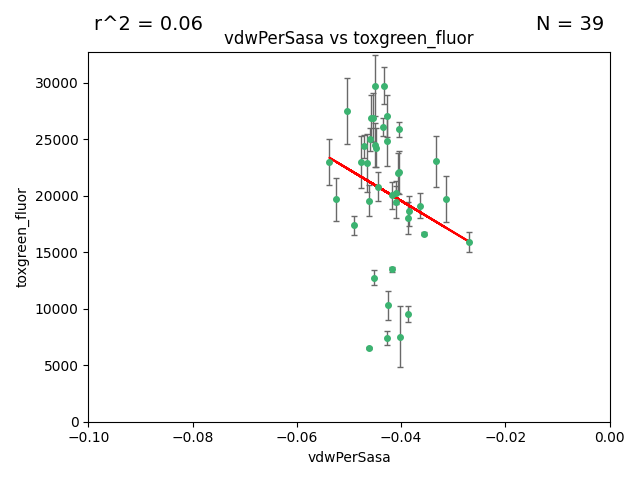 r^2 = 0.06
N = 39
vdwPerSasa vs toxgreen_fluor
30000
25000
20000
15000
10000
5000
0
toxgreen_fluor
−0.10
−0.08
−0.06
−0.04
−0.02
0.00
vdwPerSasa